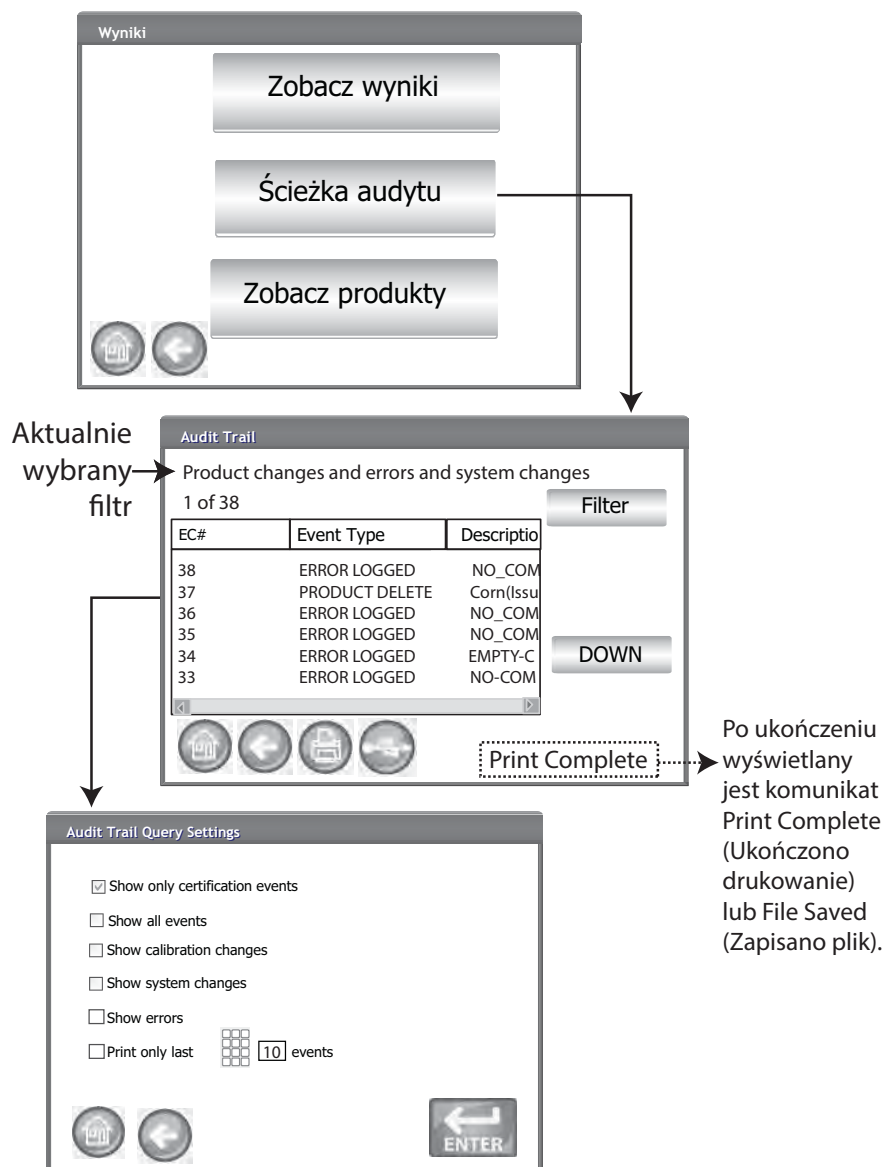 Wyniki
Zobacz wyniki
Ścieżka audytu
Zobacz produkty
Aktualnie
wybrany
filtr
Audit Trail
Product changes and errors and system changes
1 of 38
Filter
EC# Event Type Descriptio
38 ERROR LOGGED NO_COM
37 PRODUCT DELETE Corn(Issu
36 ERROR LOGGED NO_COM
35 ERROR LOGGED NO_COM
34 ERROR LOGGED EMPTY-C
33 ERROR LOGGED NO-COM
DOWN
Print Complete
Po ukończeniu
wyświetlany
jest komunikat
Print Complete
(Ukończono
drukowanie)
lub File Saved
(Zapisano plik).
Audit Trail Query Settings
Show only certification events
Show all events
Show calibration changes
Show system changes
Show errors
Print only last 10 events
ENTER